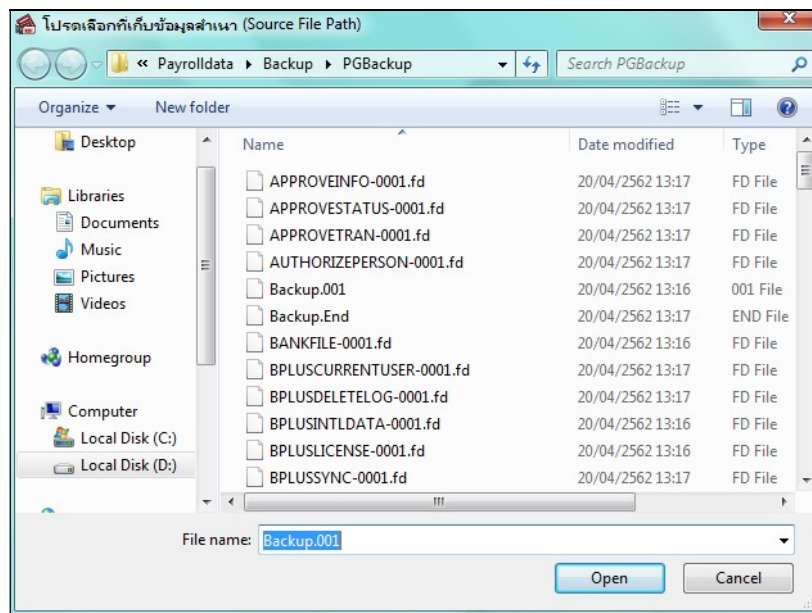 โปรดเลือกที่เก็บข้อมูลสำเนา (Source File Path)
« Payrolldata ▸ Backup ▸ PGBackup
Search PGBackup
Organize
New folder
Desktop
Libraries
Documents
Music
Pictures
Videos
Homegroup
Computer
Local Disk (C:)
Local Disk (D:)
Name Date modified Type
APPROVEINFO-0001.fd 20/04/2562 13:17 FD File
APPROVESTATUS-0001.fd 20/04/2562 13:17 FD File
APPROVETRAN-0001.fd 20/04/2562 13:17 FD File
AUTHORIZEPERSON-0001.fd 20/04/2562 13:17 FD File
Backup.001 20/04/2562 13:16 001 File
Backup.End 20/04/2562 13:17 END File
BANKFILE-0001.fd 20/04/2562 13:16 FD File
BPLUSCURRENTUSER-0001.fd 20/04/2562 13:17 FD File
BPLUSDELETELOG-0001.fd 20/04/2562 13:17 FD File
BPLUSINTLDATA-0001.fd 20/04/2562 13:16 FD File
BPLUSLICENSE-0001.fd 20/04/2562 13:16 FD File
BPLUSSYNC-0001.fd 20/04/2562 13:17 FD File
File name: Backup.001
Open
Cancel